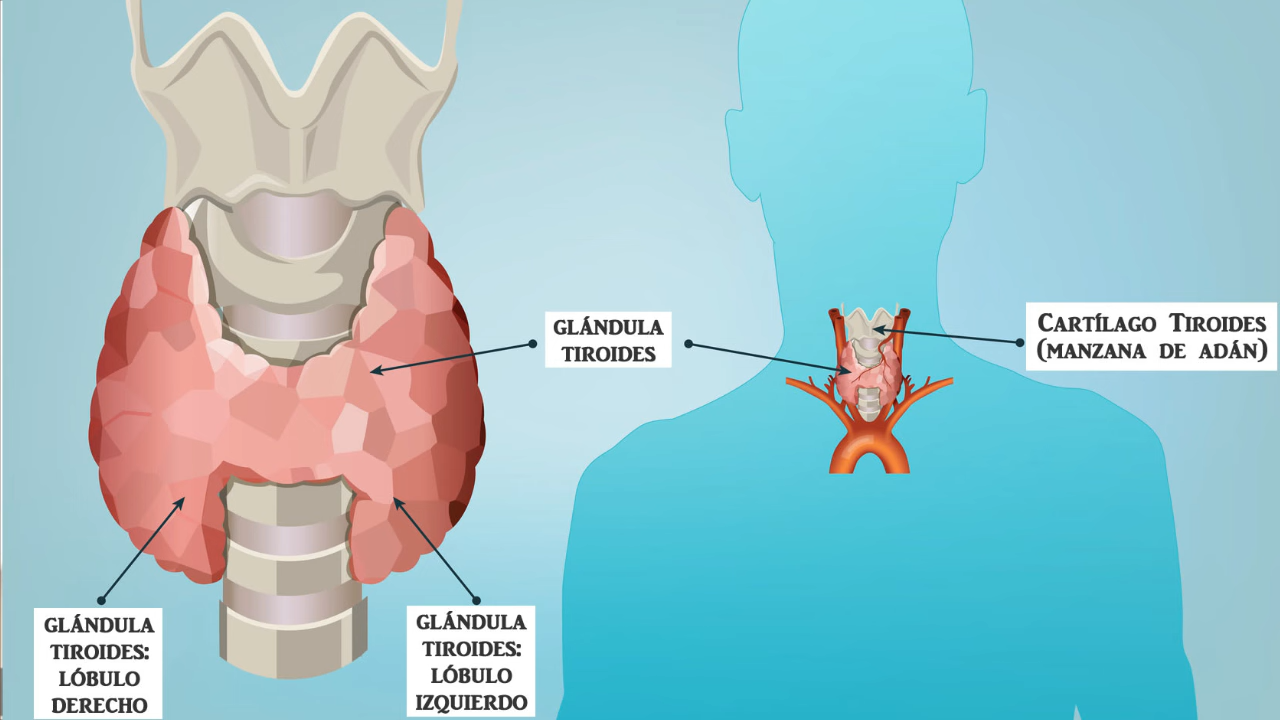 GLÁNDULA
TIROIDES
CARTÍLAGO TIROIDES
(MANZANA DE ADÁN)
GLÁNDULA
TIROIDES:
LÓBULO
DERECHO
GLÁNDULA
TIROIDES:
LÓBULO
IZQUIERDO